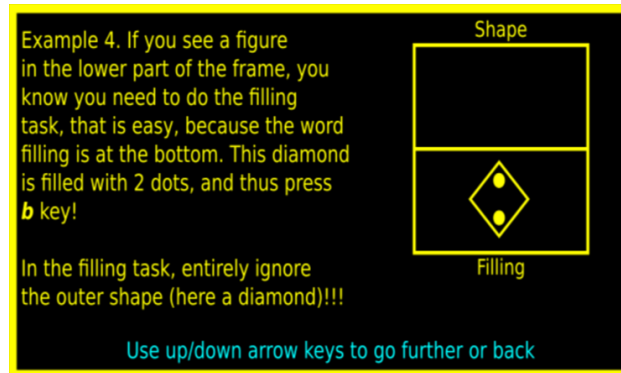 Example 4. If you see a figure
in the lower part of the frame, you
know you need to do the filling
task, that is easy, because the word
filling is at the bottom. This diamond
is filled with 2 dots, and thus press
b key!
In the filling task, entirely ignore
the outer shape (here a diamond)!!!
Shape
Filling
Use up/down arrow keys to go further or back